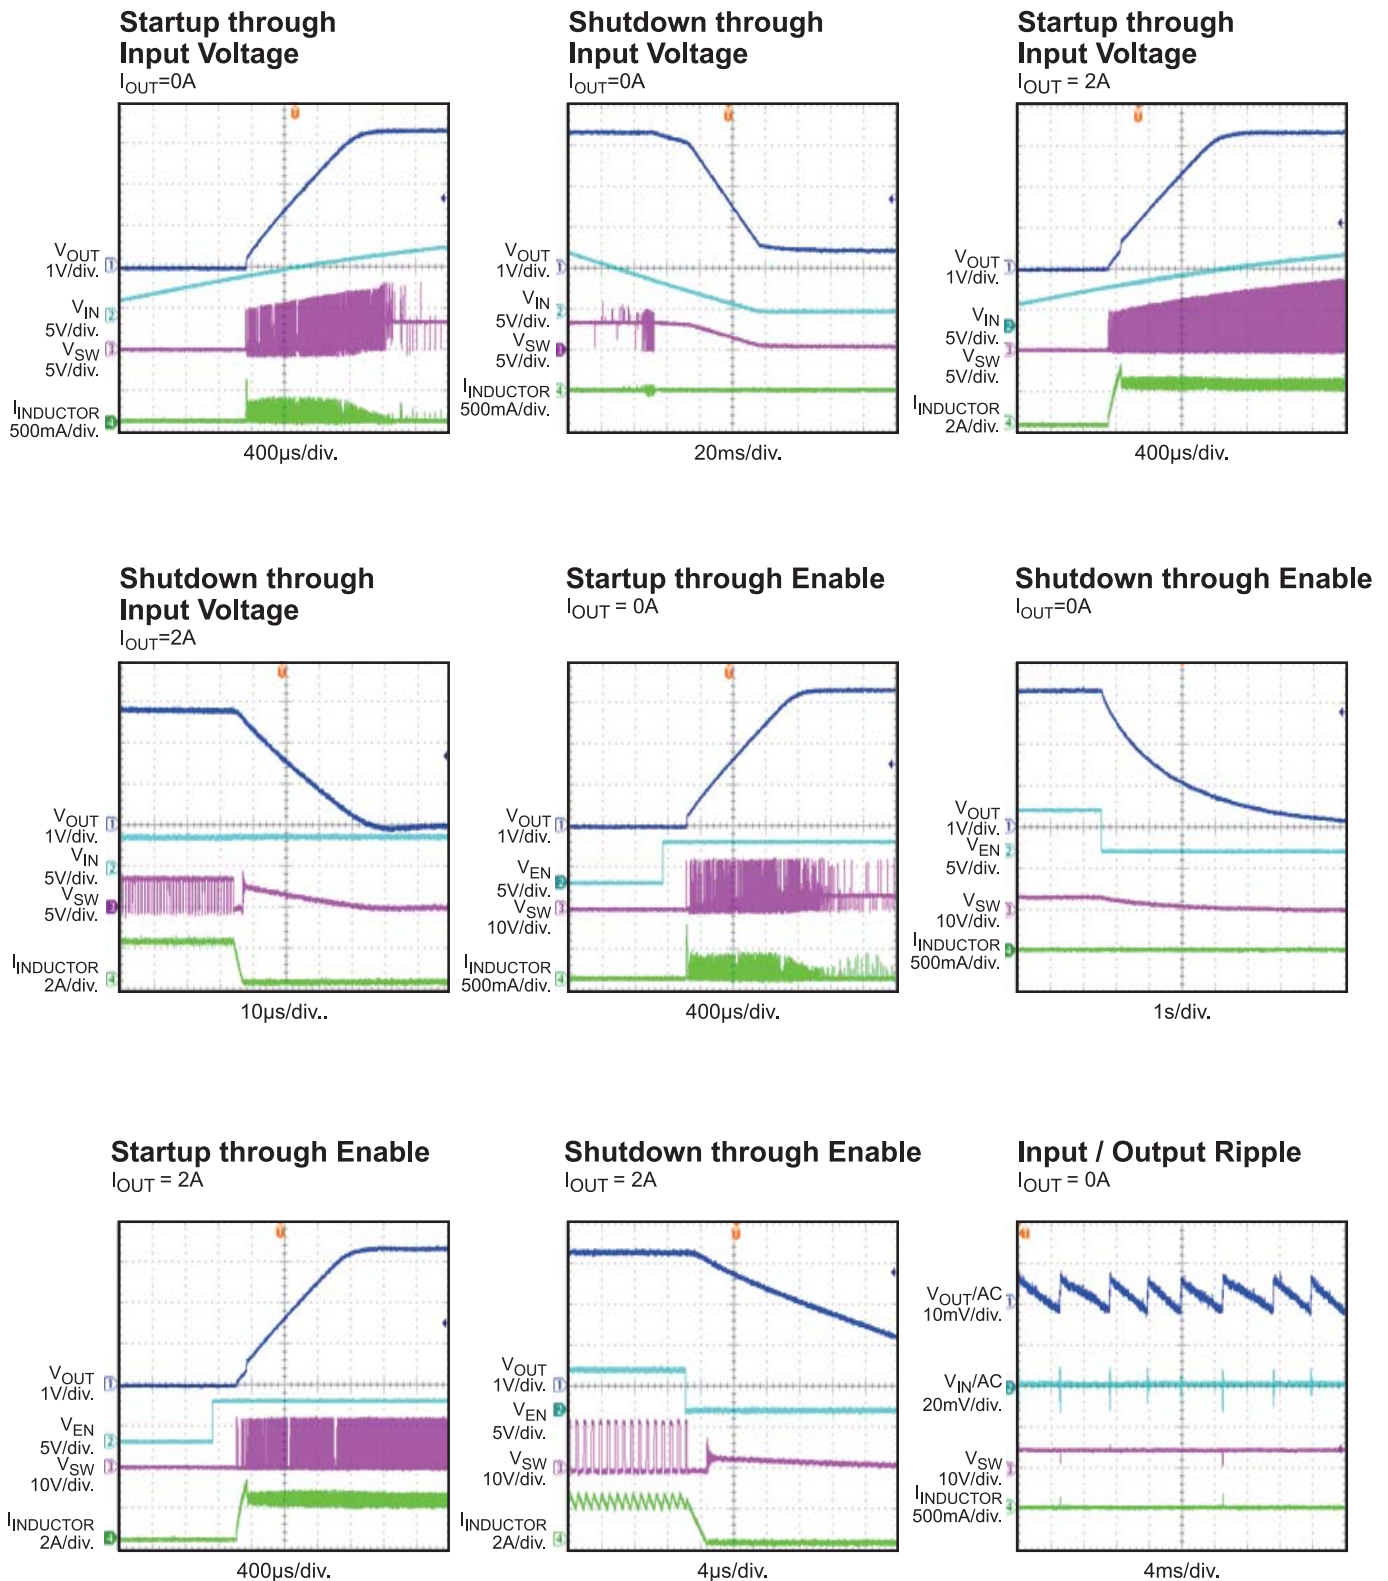 Startup through
Input Voltage
IOUT=0A
VOUT
1V/div.
VIN
5V/div.
VSW
5V/div.
IINDUCTOR
500mA/div.
1
2
3
4
400µs/div.
Shutdown through
Input Voltage
IOUT=0A
VOUT
1V/div.
VIN
5V/div.
VSW
5V/div.
IINDUCTOR
500mA/div.
20ms/div.
Startup through
Input Voltage
IOUT = 2A
VOUT
1V/div.
VIN
5V/div.
VSW
5V/div.
IINDUCTOR
2A/div.
400µs/div.
Shutdown through
Input Voltage
IOUT=2A
VOUT
1V/div.
VIN
5V/div.
VSW
5V/div.
IINDUCTOR
2A/div.
10µs/div..
Startup through Enable
IOUT = 0A
VOUT
1V/div.
VEN
5V/div.
VSW
10V/div.
IINDUCTOR
500mA/div.
400µs/div.
Shutdown through Enable
IOUT=0A
VOUT
1V/div.
VEN
5V/div.
VSW
10V/div.
IINDUCTOR
500mA/div.
1s/div.
Startup through Enable
IOUT = 2A
VOUT
1V/div.
VEN
5V/div.
VSW
10V/div.
IINDUCTOR
2A/div.
400µs/div.
Shutdown through Enable
IOUT = 2A
VOUT
1V/div.
VEN
5V/div.
VSW
10V/div.
IINDUCTOR
2A/div.
4µs/div.
Input / Output Ripple
IOUT = 0A
VOUT/AC
10mV/div.
VIN/AC
20mV/div.
VSW
10V/div.
IINDUCTOR
500mA/div.
4ms/div.